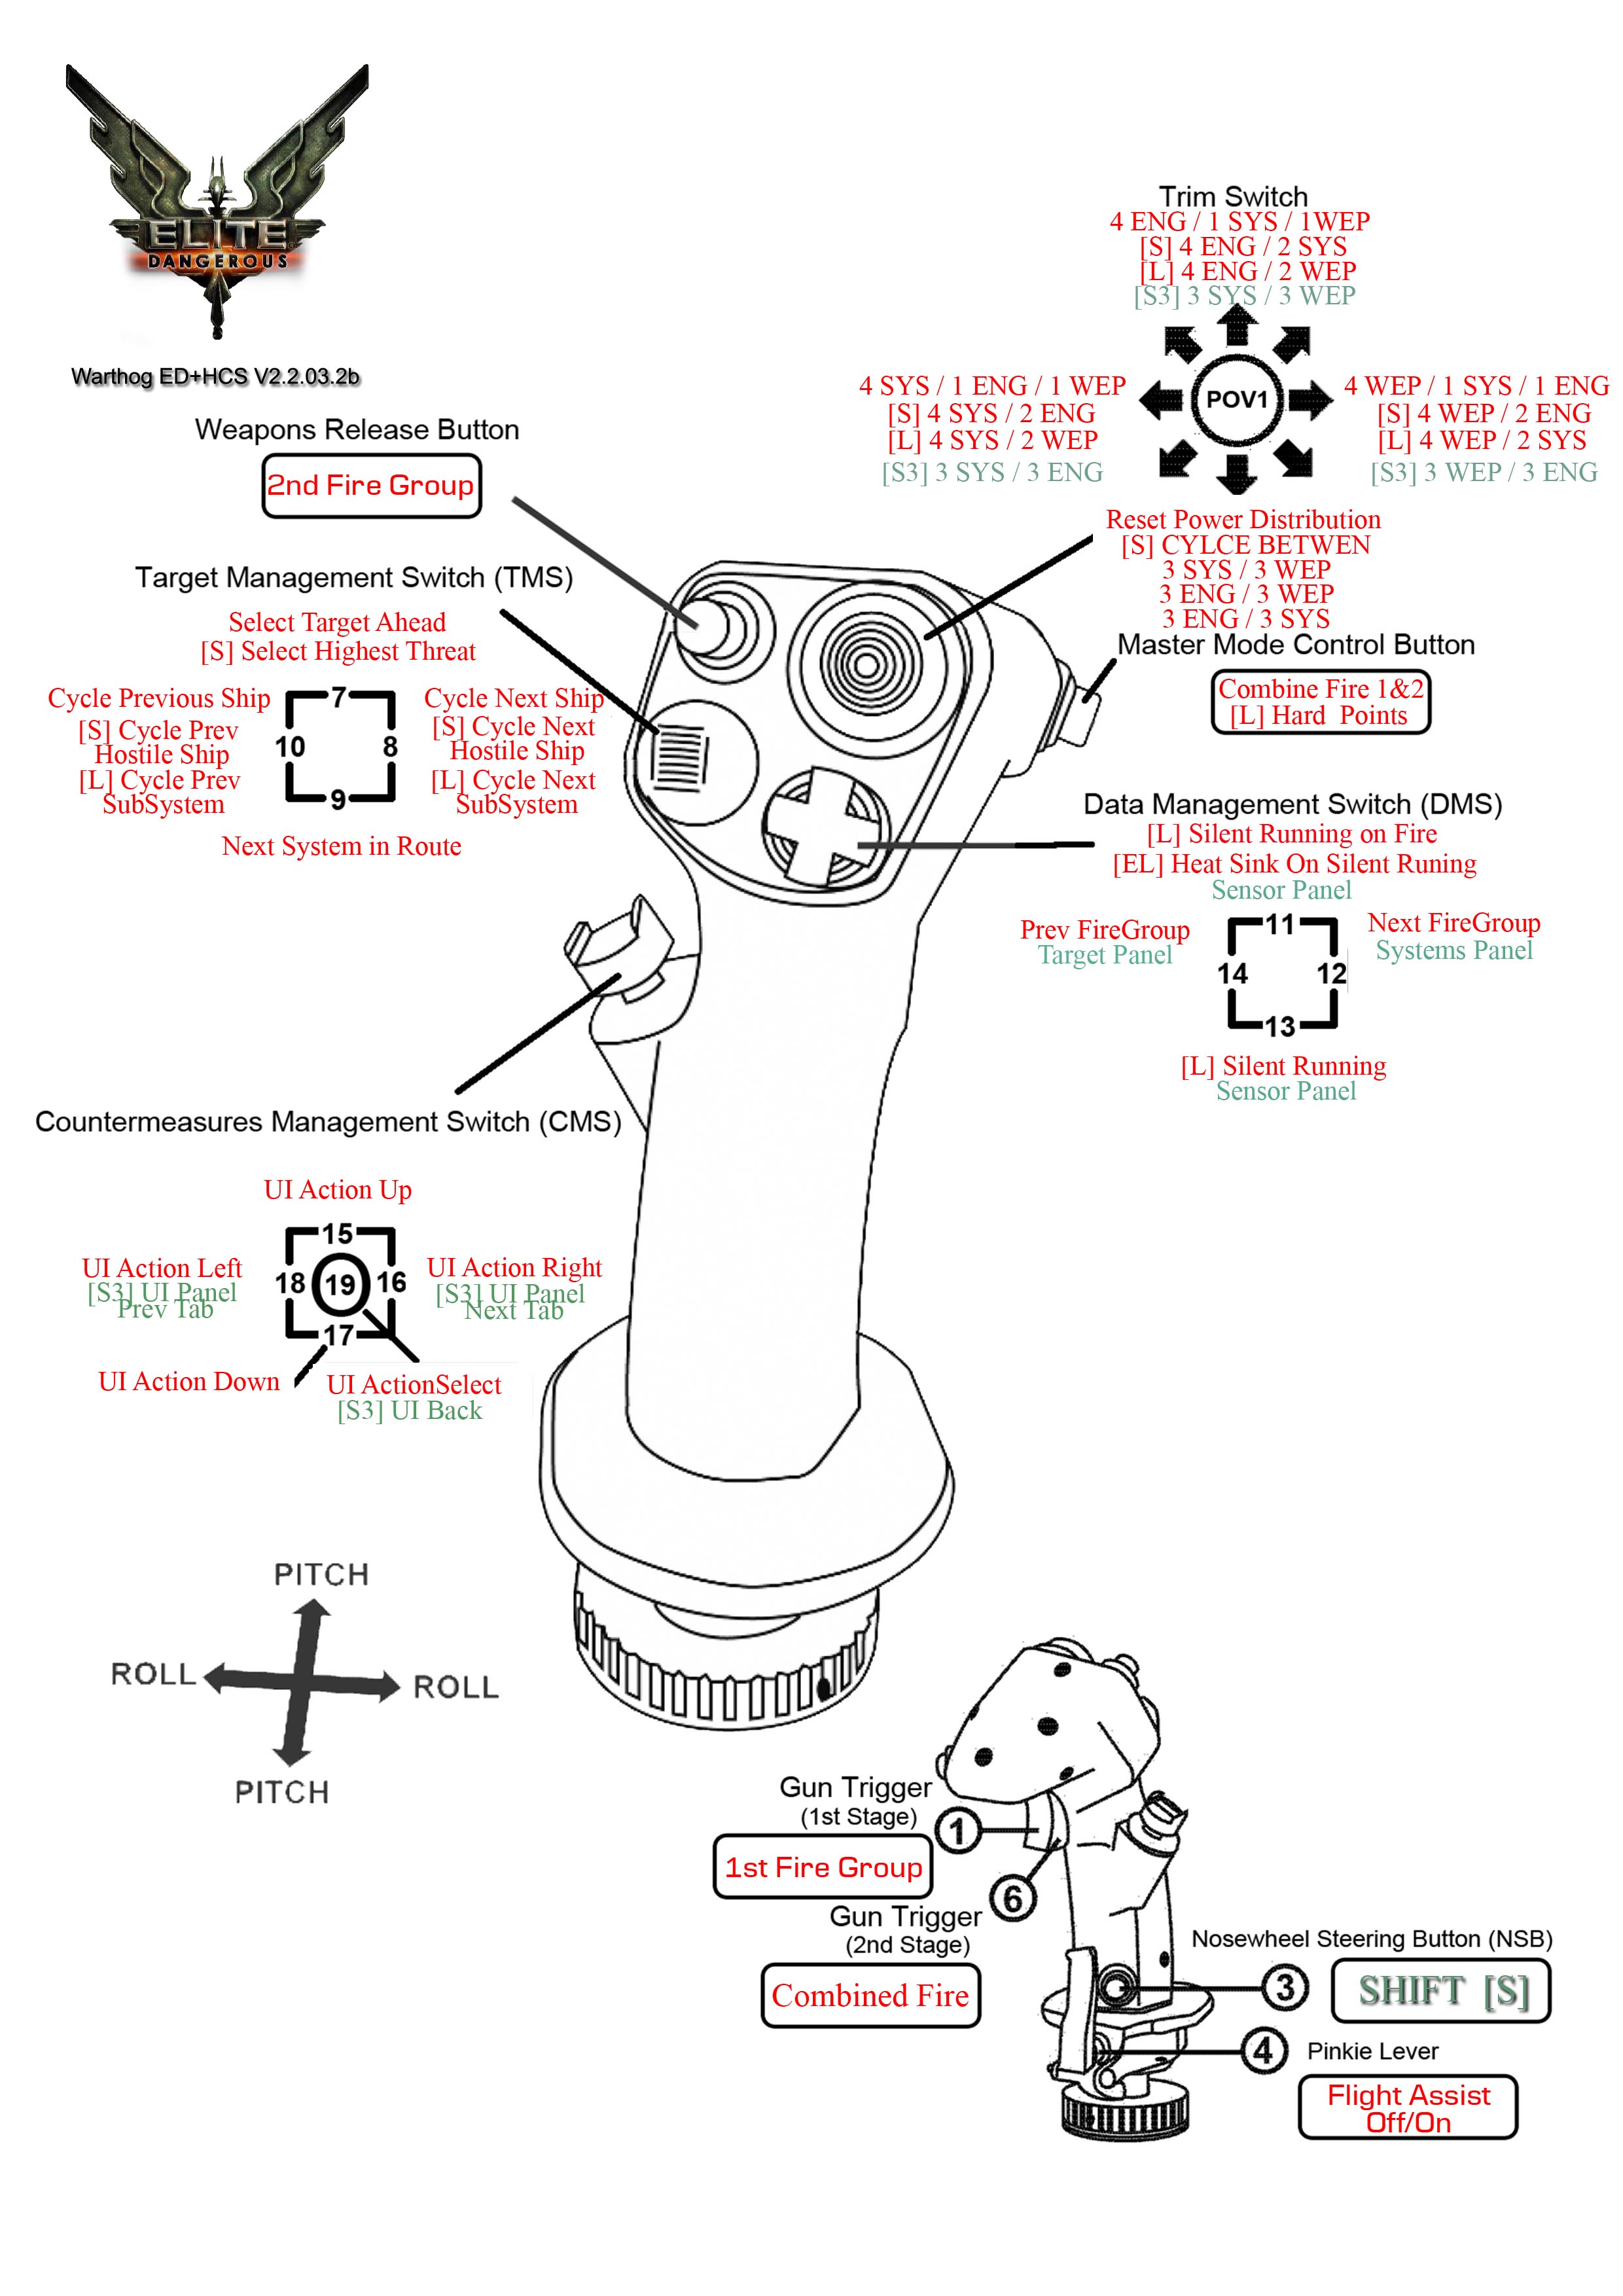 ELITE
DANGEROUS
Warthog ED+HCS V2.2.03.2b
Trim Switch
4 ENG / 1 SYS / 1WEP
[S] 4 ENG / 2 SYS
[L] 4 ENG / 2 WEP
[S3] 3 SYS / 3 WEP
4 SYS / 1 ENG / 1 WEP
[S] 4 SYS / 2 ENG
[L] 4 SYS / 2 WEP
[S3] 3 SYS / 3 ENG
POV1
4 WEP / 1 SYS / 1 ENG
[S] 4 WEP / 2 ENG
[L] 4 WEP / 2 SYS
[S3] 3 WEP / 3 ENG
Reset Power Distribution
[S] CYLCE BETWEN
3 SYS / 3 WEP
3 ENG / 3 WEP
3 ENG / 3 SYS
Weapons Release Button
2nd Fire Group
Target Management Switch (TMS)
Select Target Ahead
[S] Select Highest Threat
Cycle Previous Ship
[S] Cycle Prev
Hostile Ship
[L] Cycle Prev
SubSystem
7
10
8
9
Cycle Next Ship
[S] Cycle Next
Hostile Ship
[L] Cycle Next
SubSystem
Next System in Route
Master Mode Control Button
Combine Fire 1&2
[L] Hard Points
Data Management Switch (DMS)
[L] Silent Running on Fire
[EL] Heat Sink On Silent Runing
Sensor Panel
Prev FireGroup
Target Panel
11
14
12
13
Next FireGroup
Systems Panel
[L] Silent Running
Sensor Panel
Countermeasures Management Switch (CMS)
UI Action Up
UI Action Left
[S3] UI Panel
Prev Tab
15
18
19
16
17
UI Action Right
[S3] UI Panel
Next Tab
UI Action Down
UI ActionSelect
[S3] UI Back
PITCH
ROLL
ROLL
PITCH
Gun Trigger
(1st Stage)
1
1st Fire Group
6
Gun Trigger
(2nd Stage)
Combined Fire
Nosewheel Steering Button (NSB)
3
SHIFT [S]
4
Pinkie Lever
Flight Assist
Off/On